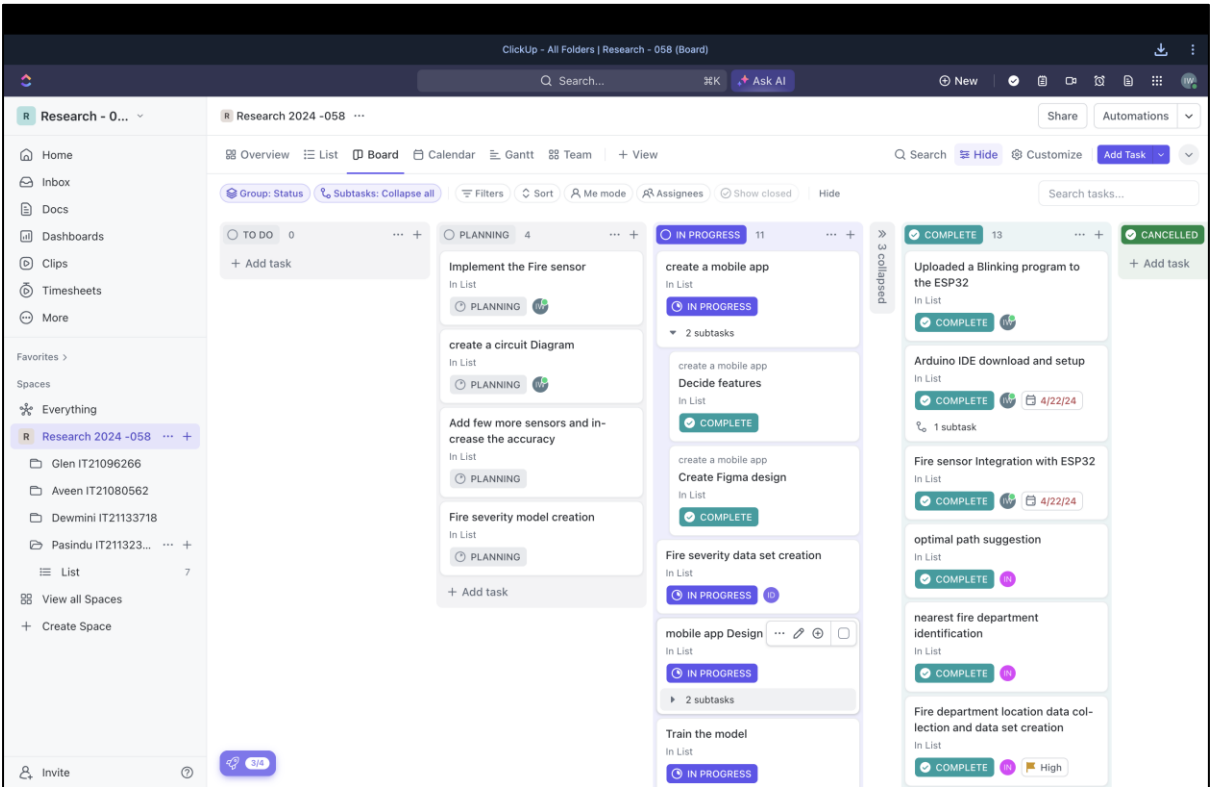 ClickUp - All Folders | Research - 058 (Board)
Search... ⌘K Ask AI
New
IW
R Research - 0...
Home
Inbox
Docs
Dashboards
Clips
Timesheets
More
Favorites >
Spaces
Everything
R Research 2024 -058 ... +
Glen IT21096266
Aveen IT21080562
Dewmini IT21133718
Pasindu IT211323... ... +
List 7
View all Spaces
+ Create Space
Invite
R Research 2024 -058 ...
Share Automations
Overview List Board Calendar Gantt Team + View
Search Hide Customize Add Task
Group: Status Subtasks: Collapse all Filters Sort Me mode Assignees Show closed Hide
Search tasks...
TO DO 0 ... +
+ Add task
PLANNING 4 ... +
Implement the Fire sensor
In List
PLANNING IW
create a circuit Diagram
In List
PLANNING IW
Add few more sensors and in-
crease the accuracy
In List
PLANNING
Fire severity model creation
In List
PLANNING
+ Add task
IN PROGRESS 11 ... +
create a mobile app
In List
IN PROGRESS
2 subtasks
create a mobile app
Decide features
In List
COMPLETE
create a mobile app
Create Figma design
In List
COMPLETE
Fire severity data set creation
In List
IN PROGRESS ID
mobile app Design ...
In List
IN PROGRESS
2 subtasks
Train the model
In List
IN PROGRESS
3 collapsed
COMPLETE 13 ... +
Uploaded a Blinking program to
the ESP32
In List
COMPLETE IW
Arduino IDE download and setup
In List
COMPLETE IW 4/22/24
1 subtask
Fire sensor Integration with ESP32
In List
COMPLETE IW 4/22/24
optimal path suggestion
In List
COMPLETE IN
nearest fire department
identification
In List
COMPLETE IN
Fire department location data col-
lection and data set creation
In List
COMPLETE IN High
CANCELLED
+ Add task
3/4